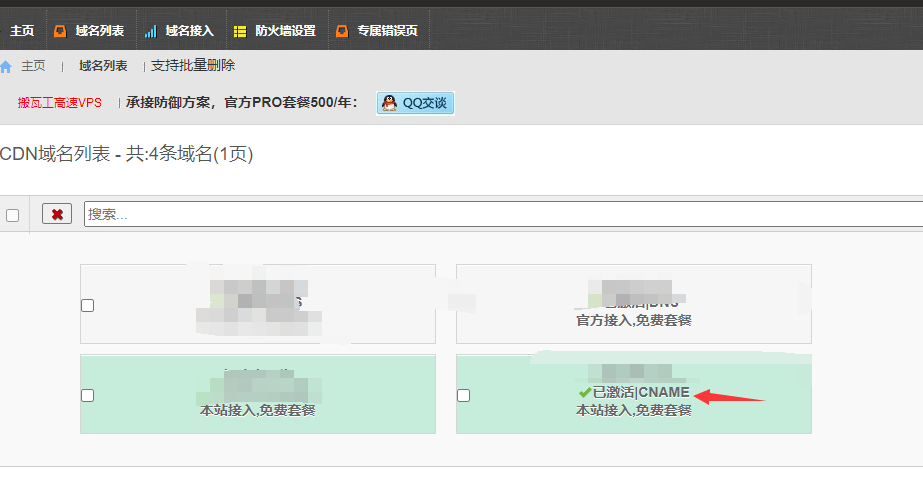 主页 域名列表 域名接入 防火墙设置 专属错误页
主页 | 域名列表 | 支持批量删除
搬瓦工高速VPS | 承接防御方案，官方PRO套餐500/年： QQ交谈
CDN域名列表 - 共:4条域名(1页)
搜索...
已激活|DNS
官方接入,免费套餐
本站接入,免费套餐
已激活|CNAME
本站接入,免费套餐